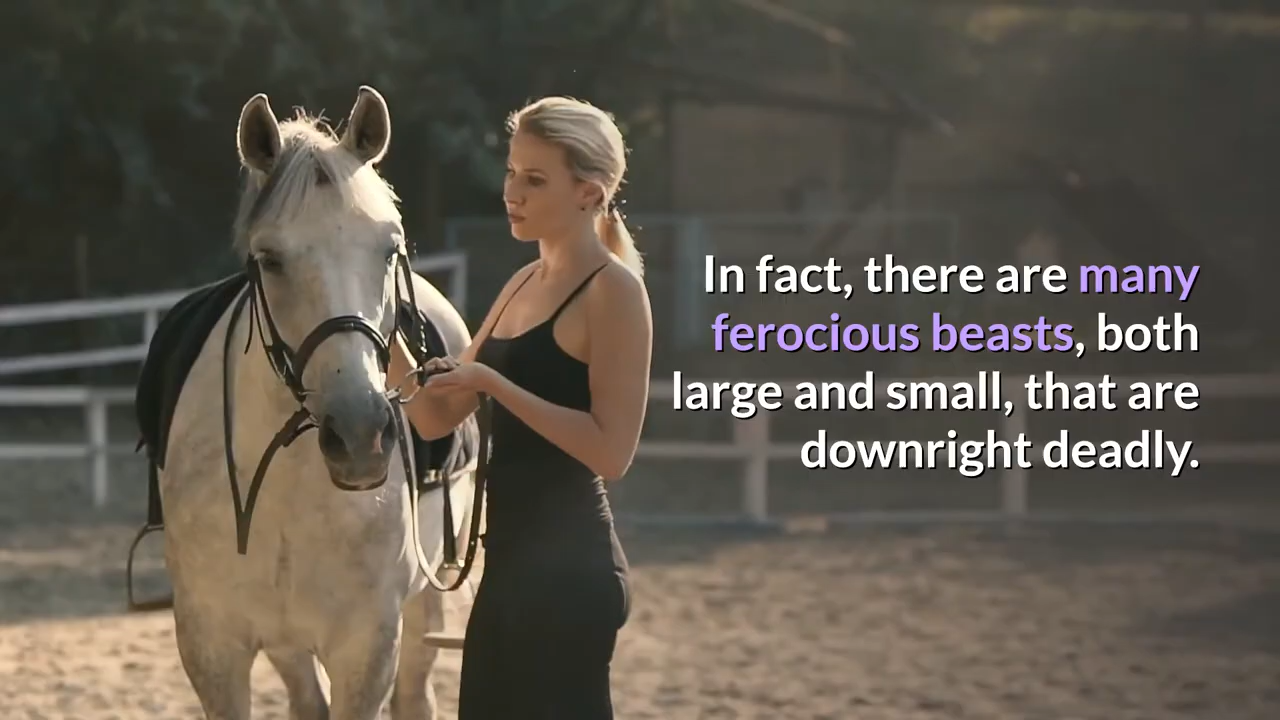 In fact, there are many
ferocious beasts, both
large and small, that are
downright deadly.